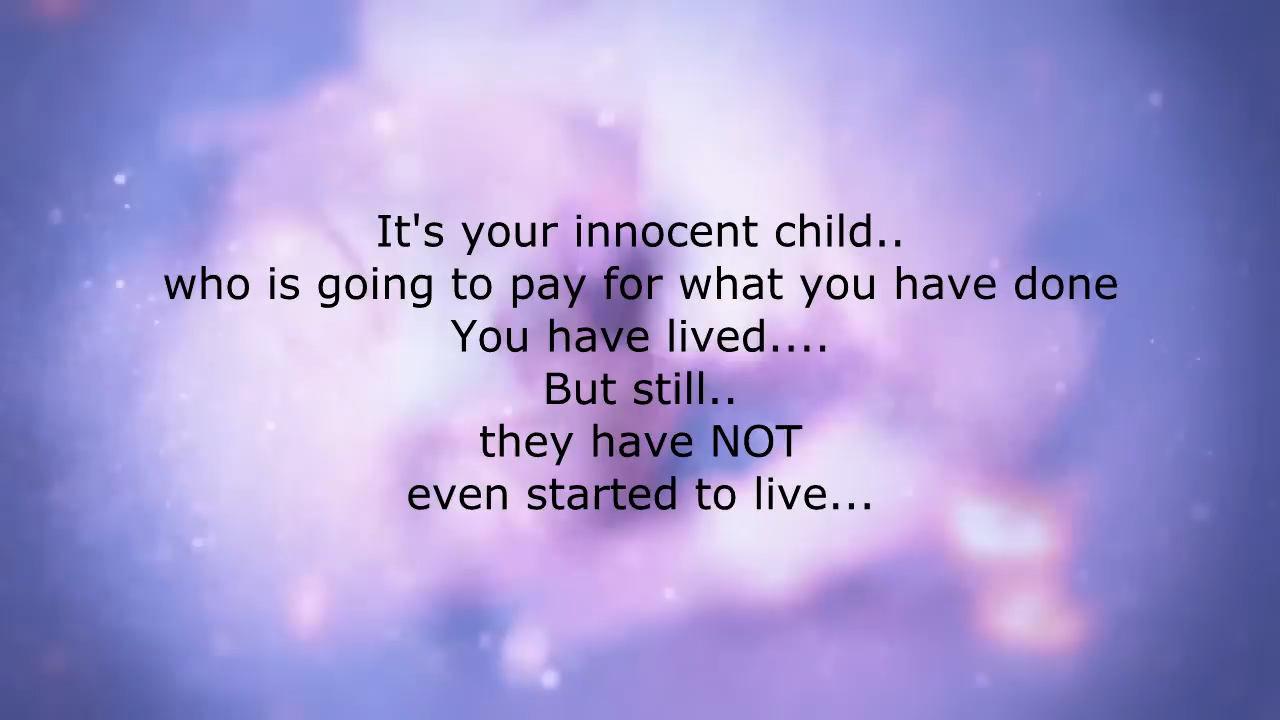 It's your innocent child..
who is going to pay for what you have done
You have lived....
But still..
they have NOT
even started to live...